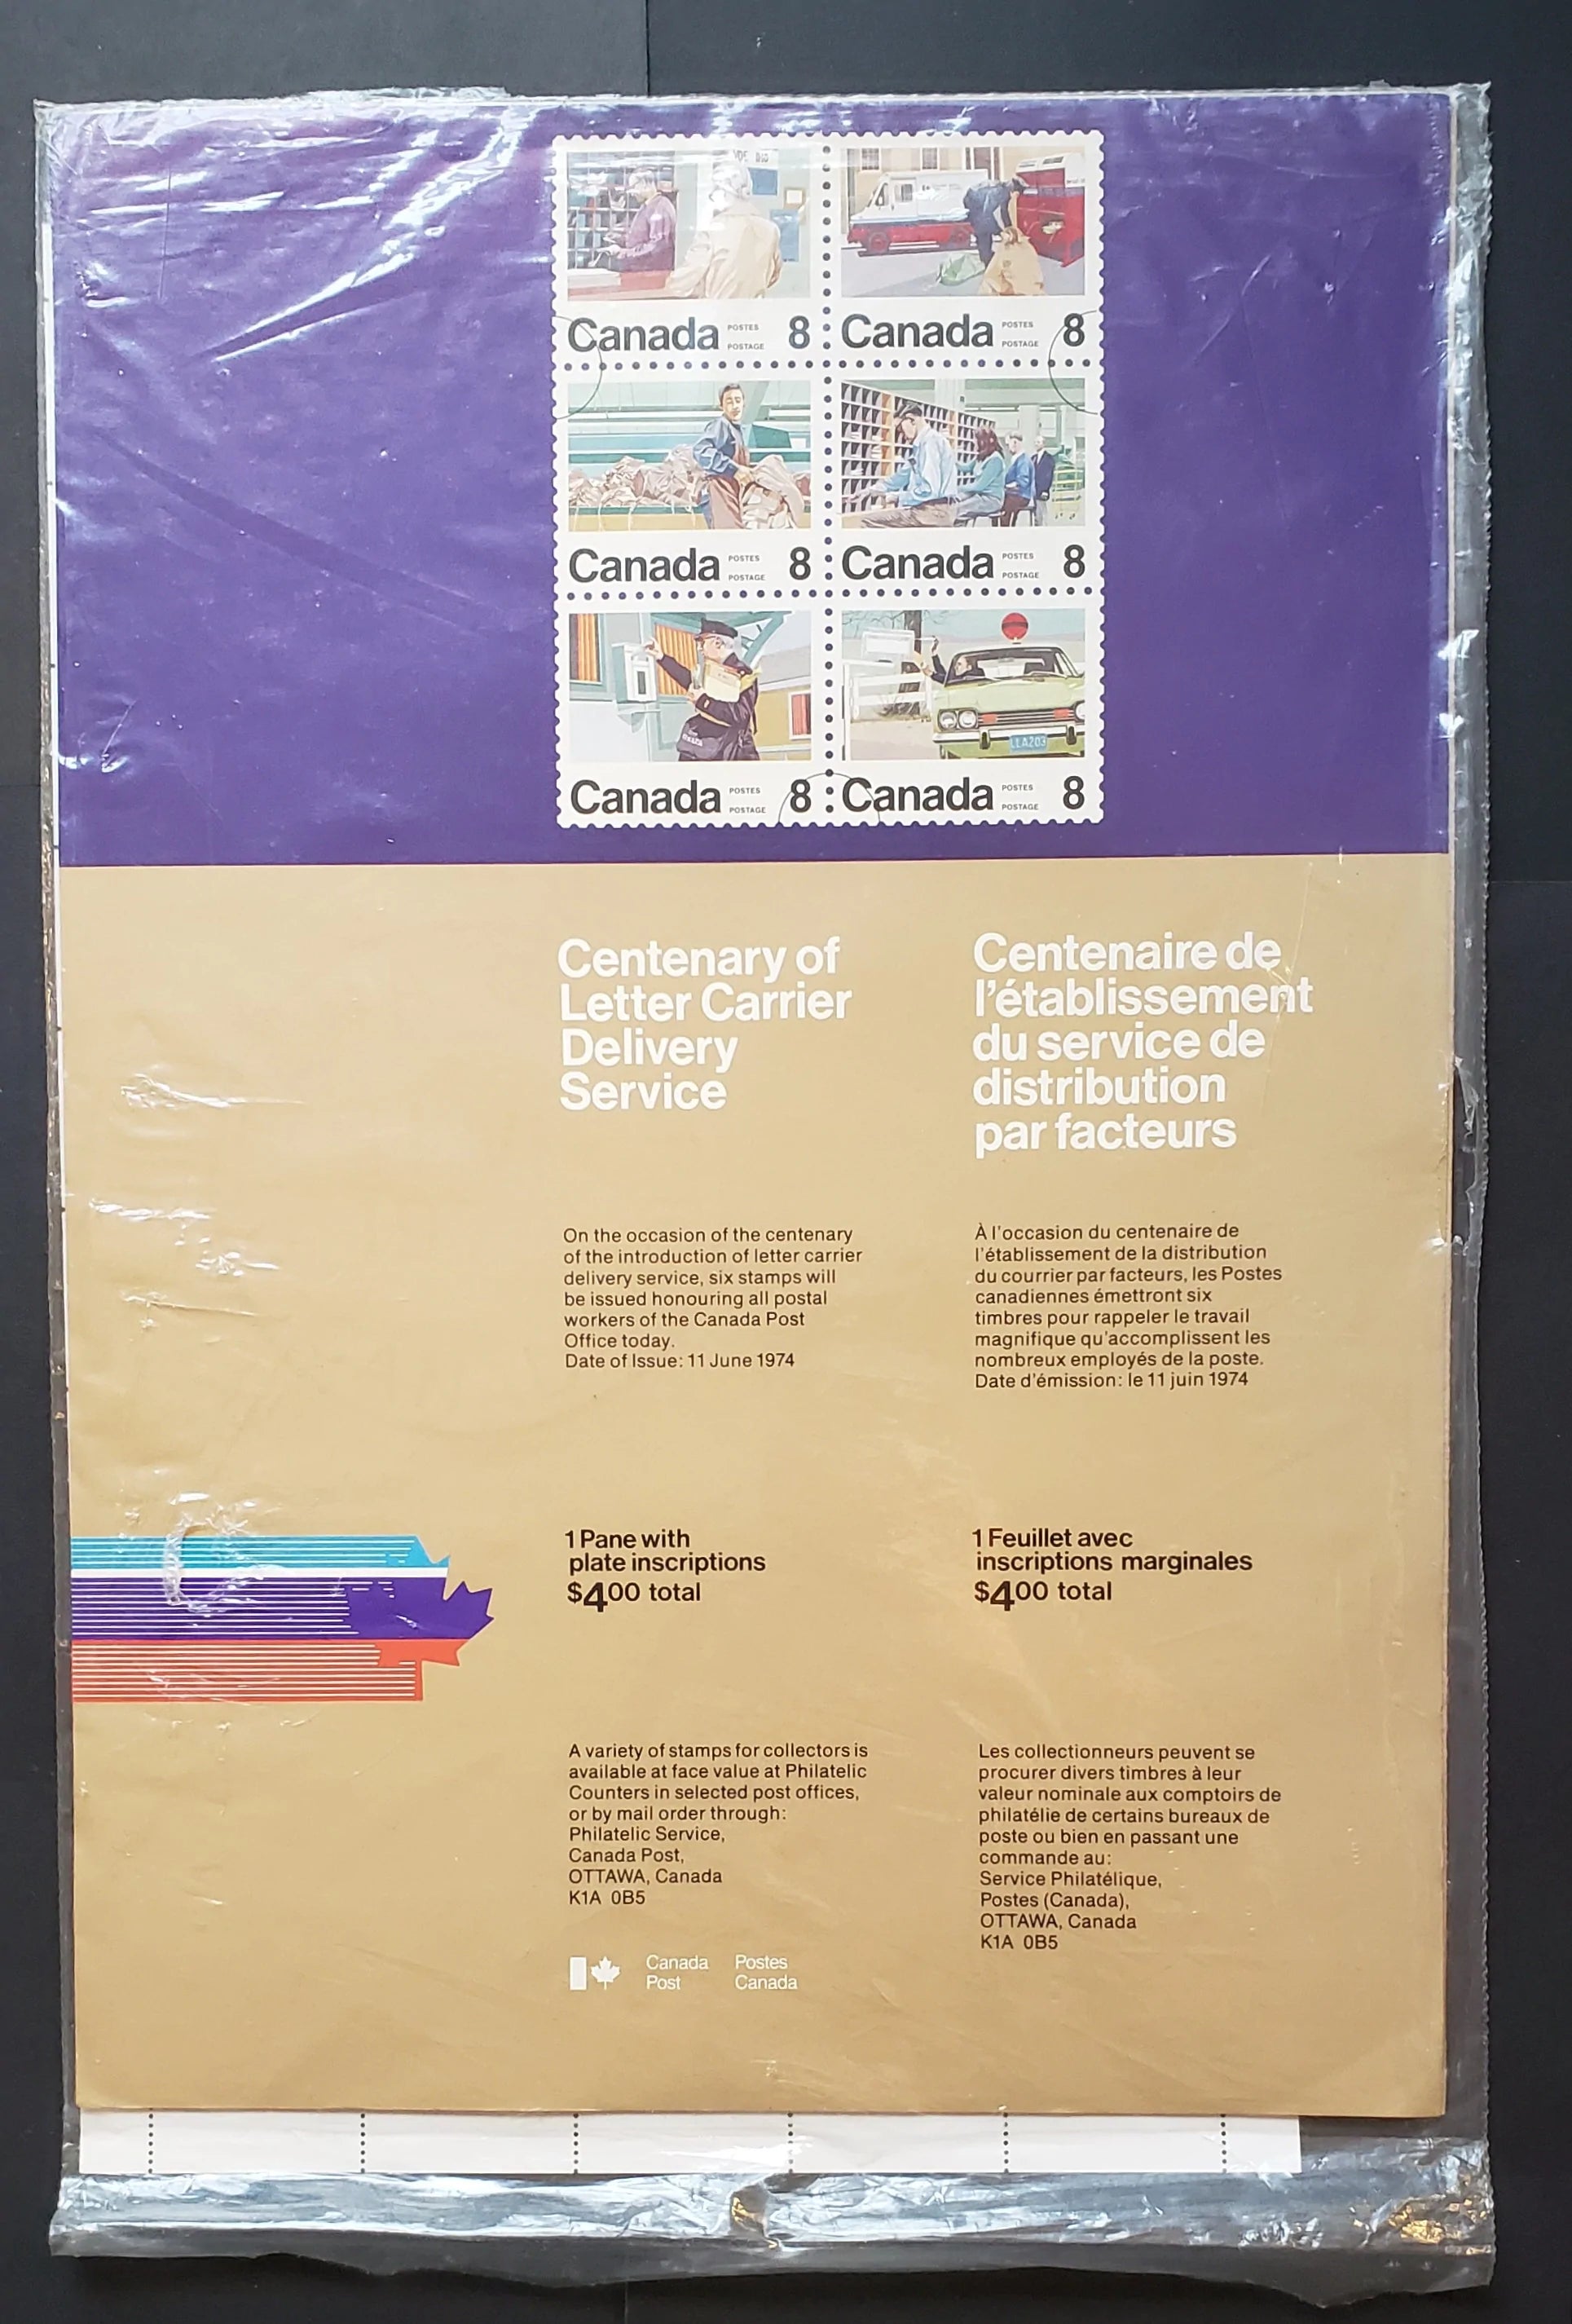 Canada POSTES POSTAGE 8
Canada POSTES POSTAGE 8
Canada POSTES POSTAGE 8
Canada POSTES POSTAGE 8
LLA203
Canada POSTES POSTAGE 8
Canada POSTES POSTAGE 8
Centenary of
Letter Carrier
Delivery
Service
On the occasion of the centenary
of the introduction of letter carrier
delivery service, six stamps will
be issued honouring all postal
workers of the Canada Post
Office today.
Date of Issue: 11 June 1974
1 Pane with
plate inscriptions
$4.00 total
A variety of stamps for collectors is
available at face value at Philatelic
Counters in selected post offices,
or by mail order through:
Philatelic Service,
Canada Post,
OTTAWA, Canada
K1A 0B5
Centenaire de
l'établissement
du service de
distribution
par facteurs
À l'occasion du centenaire de
l'établissement de la distribution
du courrier par facteurs, les Postes
canadiennes émettront six
timbres pour rappeler le travail
magnifique qu'accomplissent les
nombreux employés de la poste.
Date d'émission: le 11 juin 1974
1 Feuillet avec
inscriptions marginales
$4.00 total
Les collectionneurs peuvent se
procurer divers timbres à leur
valeur nominale aux comptoirs de
philatélie de certains bureaux de
poste ou bien en passant une
commande au:
Service Philatélique,
Postes (Canada),
OTTAWA, Canada
K1A 0B5
Canada Postes
Post Canada